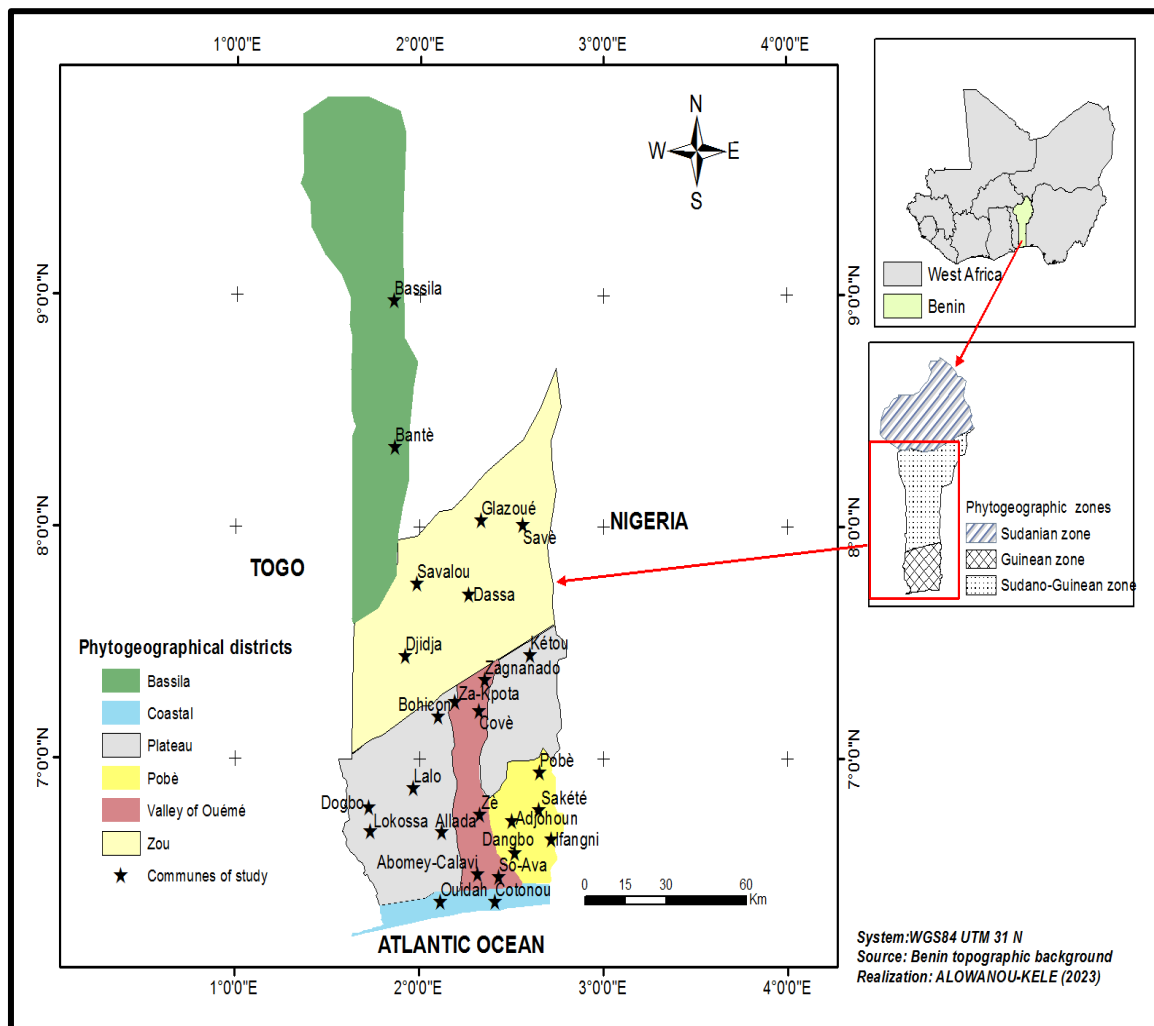 1°0'0"E 2°0'0"E 3°0'0"E 4°0'0"E
N
W E
S
9°0'0"N
8°0'0"N
7°0'0"N
9°0'0"N
8°0'0"N
7°0'0"N
Bassila
Bantè
Glazoué
Savè
NIGERIA
TOGO
Savalou
Dassa
Djidja
Kétou
Zagnanado
Za-Kpota
Bohicon
Covè
Pobè
Lalo
Dogbo
Zè
Sakété
Lokossa
Allada
Adjohoun
Ifangni
Dangbo
Abomey-Calavi
So-Ava
Ouidah
Cotonou
ATLANTIC OCEAN
Phytogeographical districts
Bassila
Coastal
Plateau
Pobè
Valley of Ouémé
Zou
Communes of study
0 15 30 60
Km
1°0'0"E 2°0'0"E 3°0'0"E 4°0'0"E
West Africa
Benin
Phytogeographic zones
Sudanian zone
Guinean zone
Sudano-Guinean zone
System:WGS84 UTM 31 N
Source: Benin topographic background
Realization: ALOWANOU-KELE (2023)